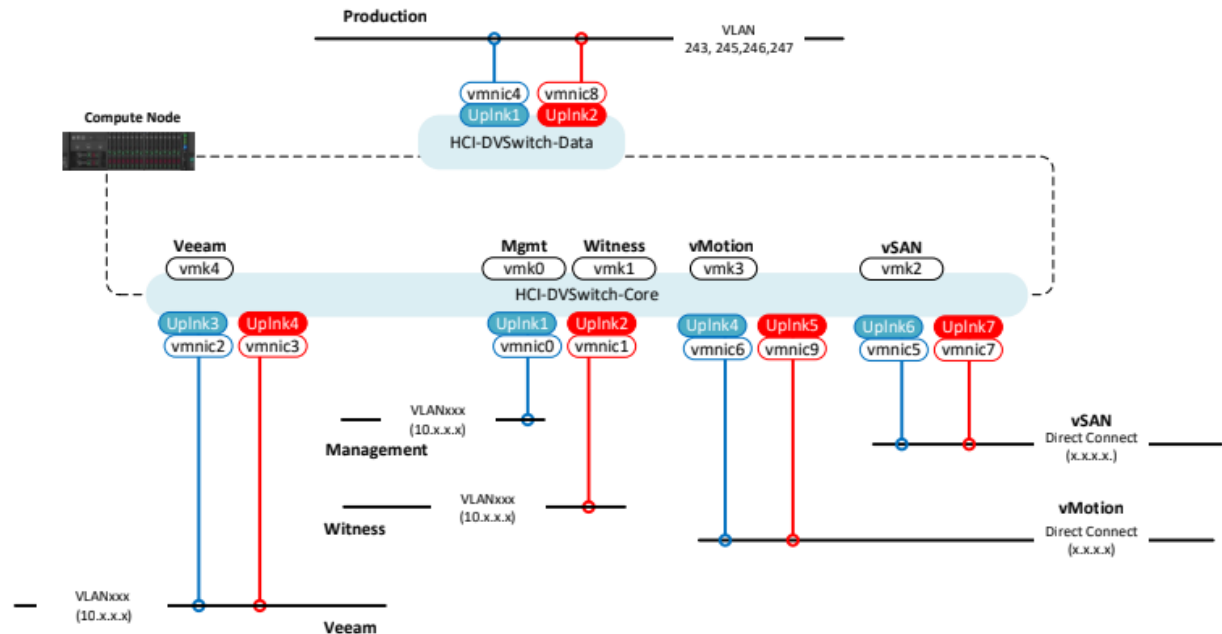 Production
VLAN
243, 245,246,247
vmnic4
vmnic8
Uplnk1
Uplnk2
HCI-DVSwitch-Data
Compute Node
Veeam
Mgmt
Witness
vMotion
vSAN
vmk4
vmk0
vmk1
vmk3
vmk2
HCI-DVSwitch-Core
Uplnk3
Uplnk4
Uplnk1
Uplnk2
Uplnk4
Uplnk5
Uplnk6
Uplnk7
vmnic2
vmnic3
vmnic0
vmnic1
vmnic6
vmnic9
vmnic5
vmnic7
VLANxxx
(10.x.x.x)
Management
vSAN
Direct Connect
(x.x.x.x.)
VLANxxx
(10.x.x.x)
Witness
vMotion
Direct Connect
(x.x.x.x)
VLANxxx
(10.x.x.x)
Veeam